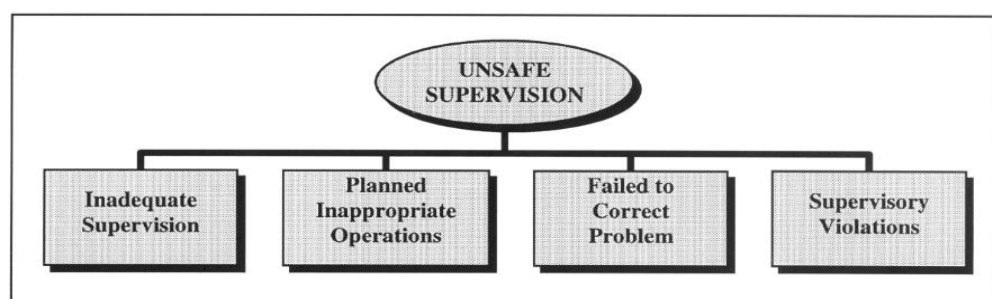 UNSAFE
SUPERVISION
Inadequate
Supervision
Planned
Inappropriate
Operations
Failed to
Correct
Problem
Supervisory
Violations